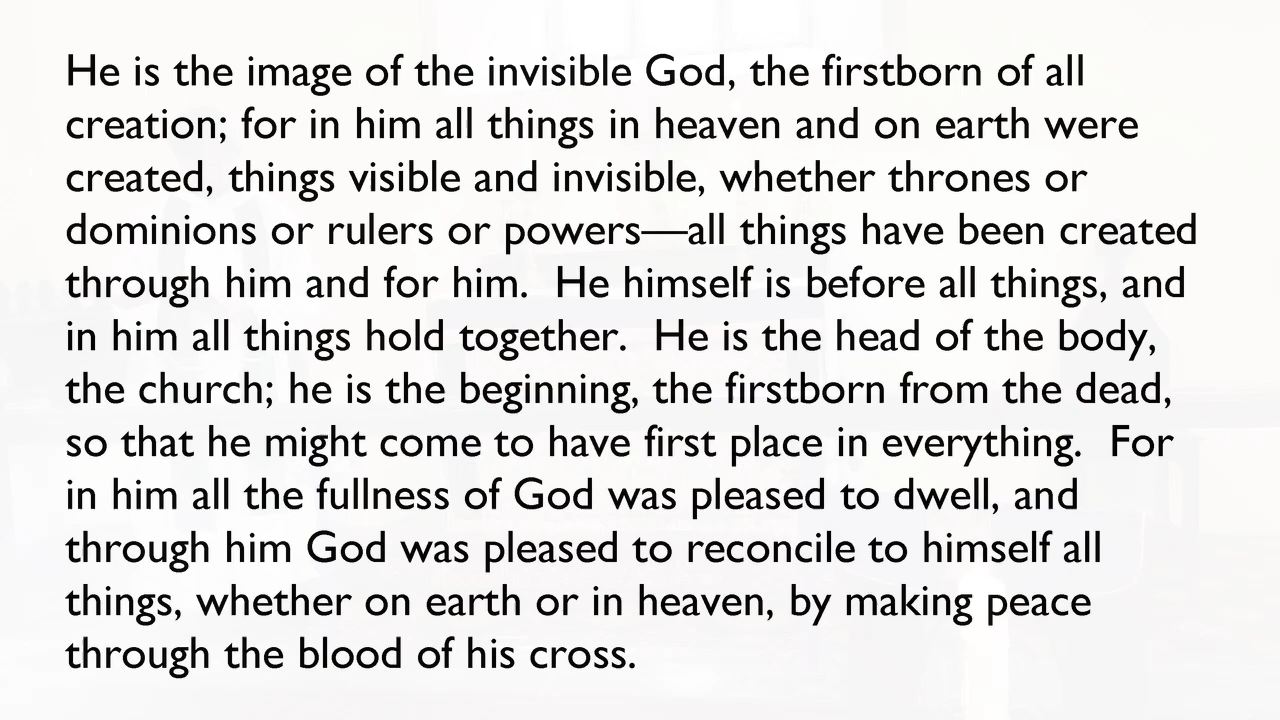 He is the image of the invisible God, the firstborn of all
creation; for in him all things in heaven and on earth were
created, things visible and invisible, whether thrones or
dominions or rulers or powers—all things have been created
through him and for him.  He himself is before all things, and
in him all things hold together.  He is the head of the body,
the church; he is the beginning, the firstborn from the dead,
so that he might come to have first place in everything.  For
in him all the fullness of God was pleased to dwell, and
through him God was pleased to reconcile to himself all
things, whether on earth or in heaven, by making peace
through the blood of his cross.